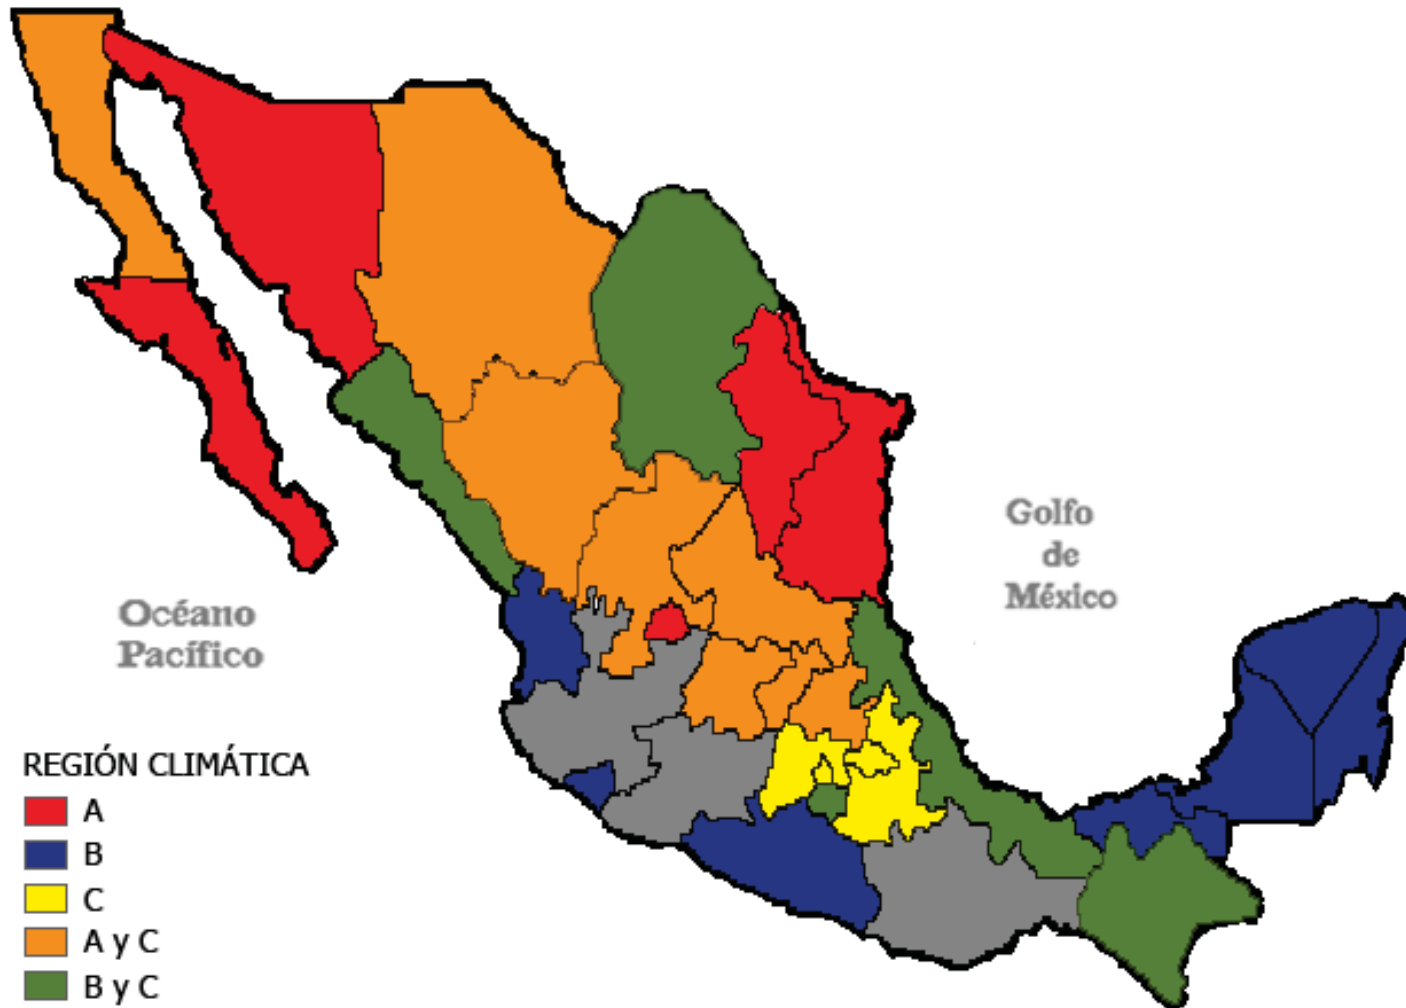 Golfo
de
México
Océano
Pacífico
REGIÓN CLIMÁTICA
A
B
C
A y C
B y C